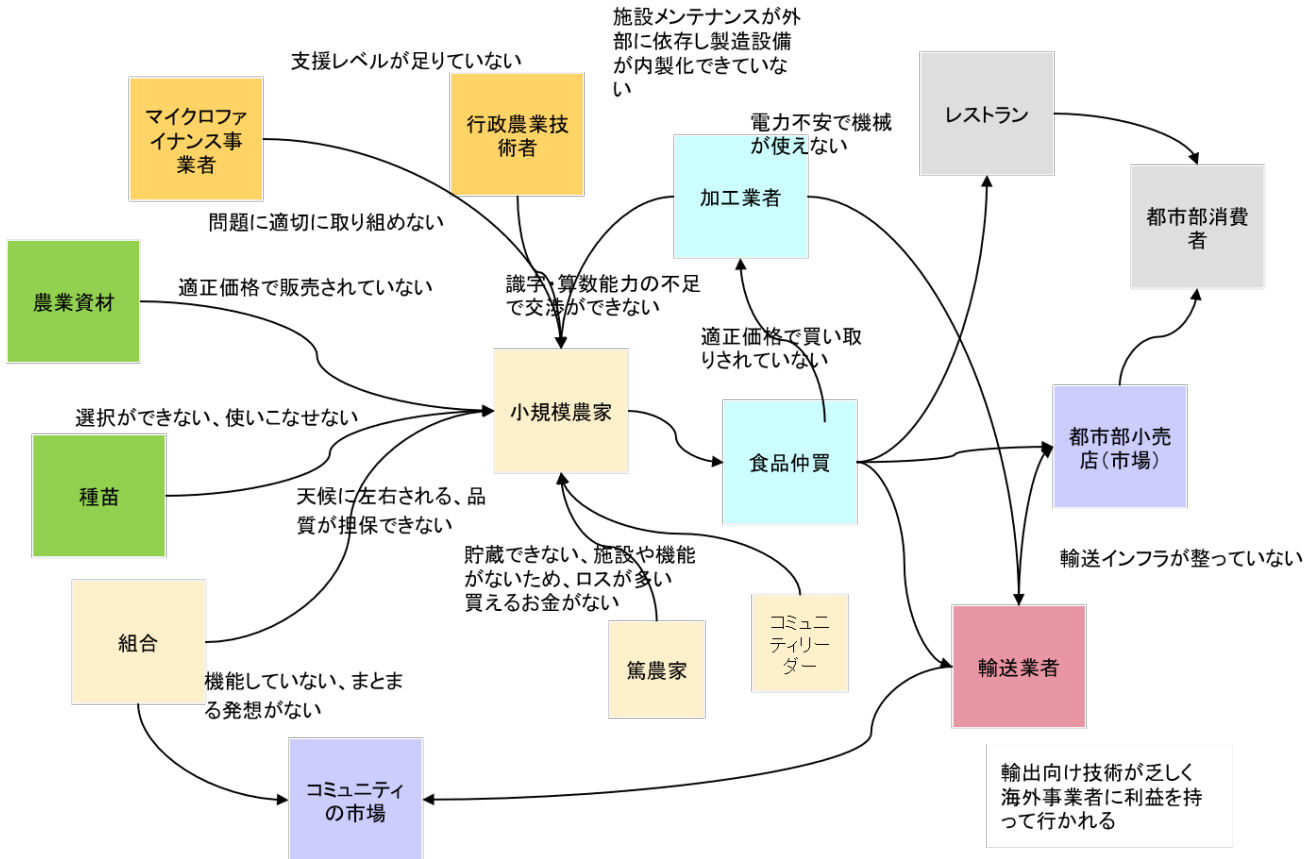 施設メンテナンスが外
部に依存し製造設備
が内製化できていな
い
支援レベルが足りていない
マイクロファ
イナンス事
業者
行政農業技
術者
電力不安で機械
が使えない
レストラン
加工業者
都市部消費
者
問題に適切に取り組めない
農業資材
適正価格で販売されていない
識字・算数能力の不足
で交渉ができない
適正価格で買い取
りされていない
小規模農家
選択ができない、使いこなせない
食品仲買
都市部小売
店（市場）
種苗
天候に左右される、品
質が担保できない
貯蔵できない、施設や機能
がないため、ロスが多い
買えるお金がない
輸送インフラが整っていない
組合
コミュニ
ティリー
ダー
篤農家
輸送業者
機能していない、まとま
る発想がない
コミュニティ
の市場
輸出向け技術が乏しく
海外事業者に利益を持
って行かれる